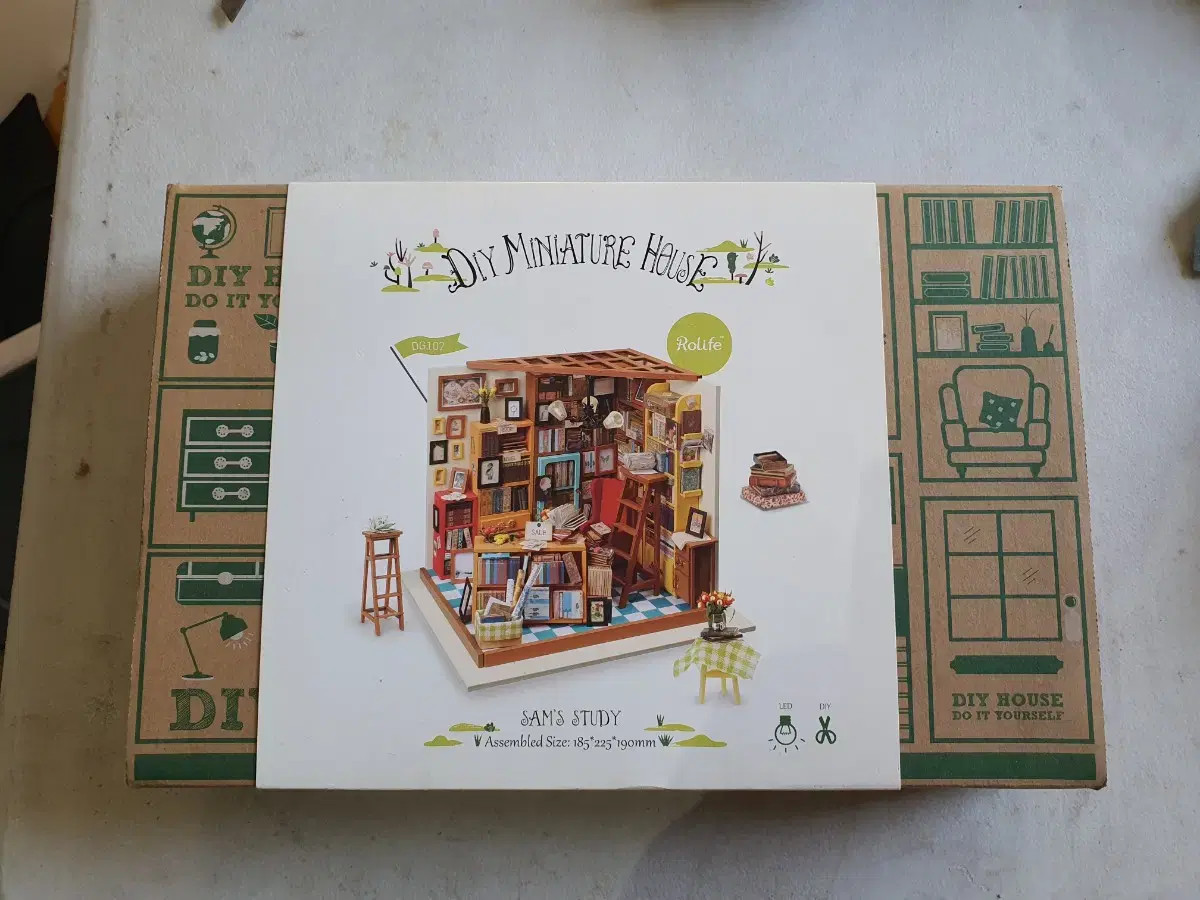 DIY MINIATURE HOUSE
DG102
Rolife
SALE
SAM'S STUDY
Assembled Size: 185*225*190mm
LED
DIY
DIY H
DO IT YO
DI
DIY HOUSE
DO IT YOURSELF